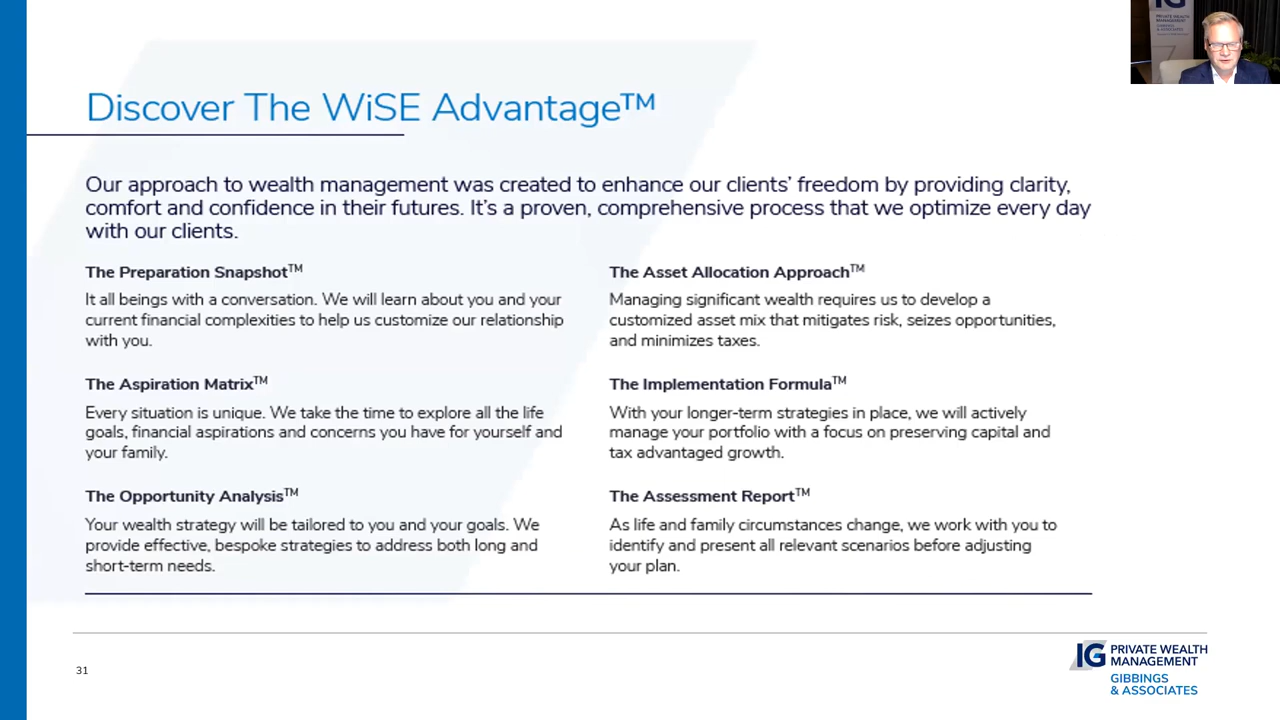 Discover The WiSE Advantage™
Our approach to wealth management was created to enhance our clients' freedom by providing clarity,
comfort and confidence in their futures. It's a proven, comprehensive process that we optimize every day
with our clients.
The Preparation Snapshot™
It all beings with a conversation. We will learn about you and your
current financial complexities to help us customize our relationship
with you.
The Aspiration Matrix™
Every situation is unique. We take the time to explore all the life
goals, financial aspirations and concerns you have for yourself and
your family.
The Opportunity Analysis™
Your wealth strategy will be tailored to you and your goals. We
provide effective, bespoke strategies to address both long and
short-term needs.
The Asset Allocation Approach™
Managing significant wealth requires us to develop a
customized asset mix that mitigates risk, seizes opportunities,
and minimizes taxes.
The Implementation Formula™
With your longer-term strategies in place, we will actively
manage your portfolio with a focus on preserving capital and
tax advantaged growth.
The Assessment Report™
As life and family circumstances change, we work with you to
identify and present all relevant scenarios before adjusting
your plan.
31
IG PRIVATE WEALTH
MANAGEMENT
GIBBINGS
& ASSOCIATES
IG
PRIVATE WEALTH
MANAGEMENT
GIBBINGS
& ASSOCIATES